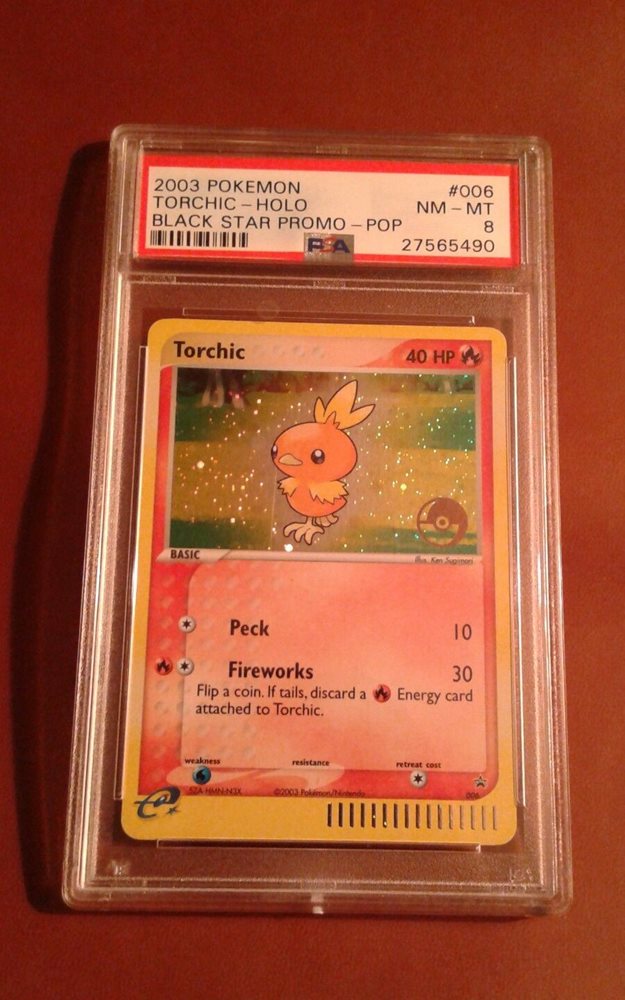 2003 POKEMON #006
TORCHIC - HOLO NM - MT
BLACK STAR PROMO - POP 8
PSA 27565490
Torchic 40 HP
BASIC illus. Ken Sugimori
Peck 10
Fireworks 30
Flip a coin. If tails, discard a Energy card
attached to Torchic.
weakness resistance retreat cost
©2003 Pokémon/Nintendo 006
e